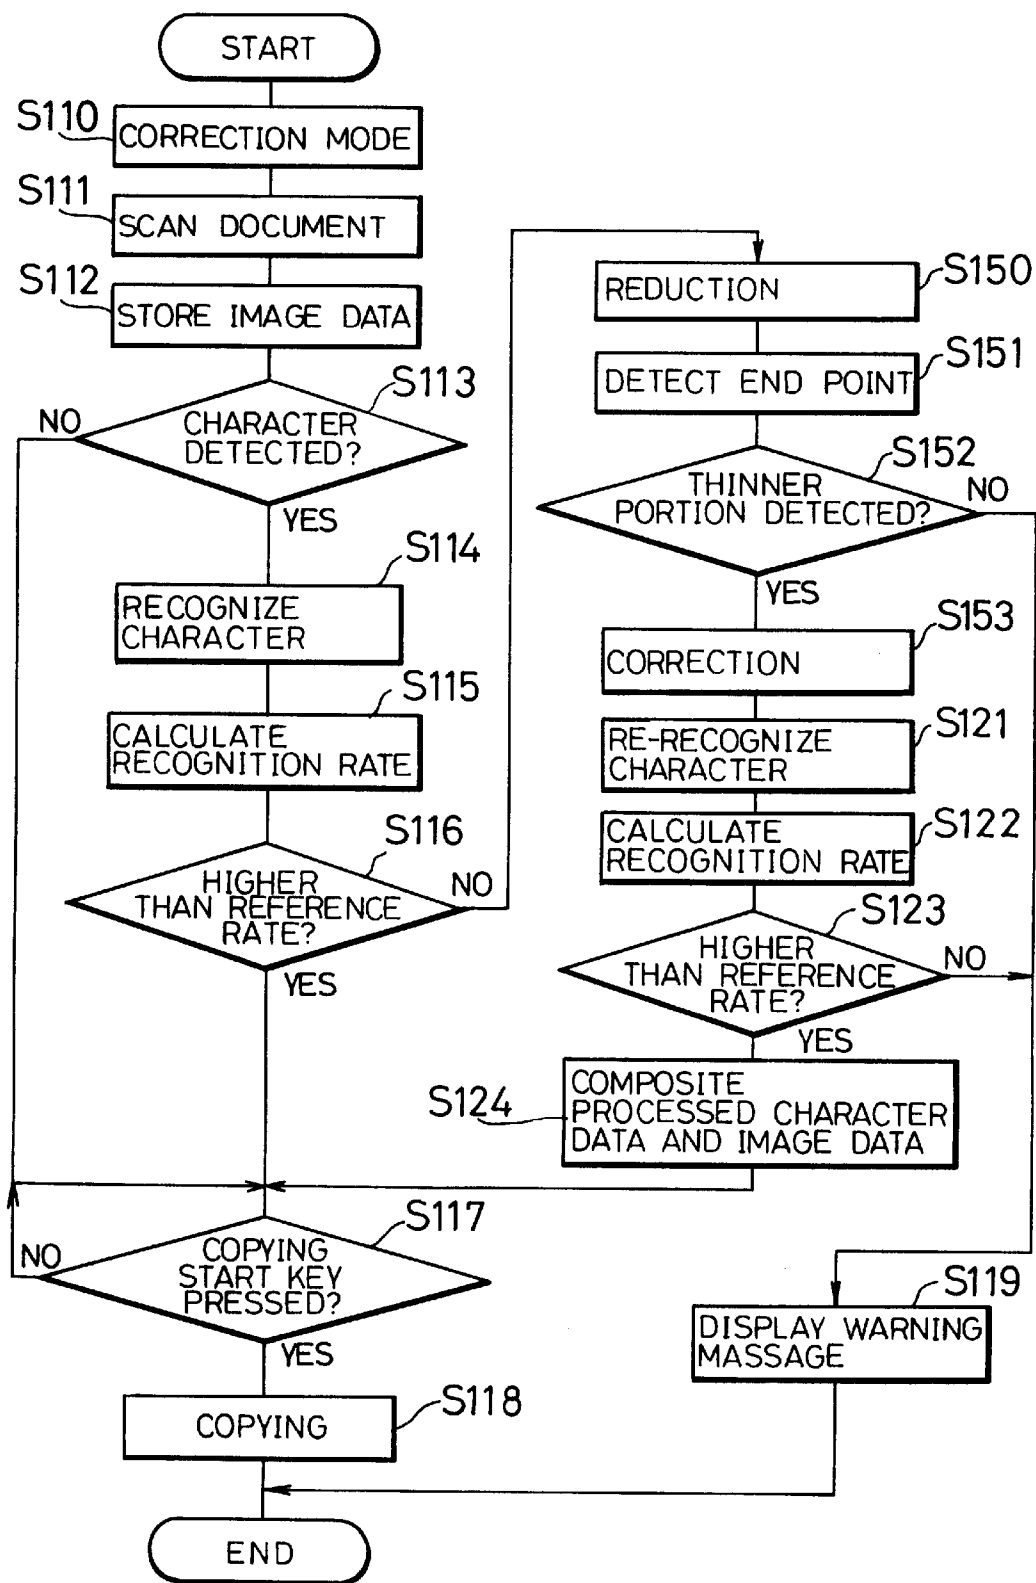 START
S110
CORRECTION MODE
S111
SCAN DOCUMENT
S112
STORE IMAGE DATA
S113
NO
CHARACTER
DETECTED?
YES
S114
RECOGNIZE
CHARACTER
S115
CALCULATE
RECOGNITION RATE
S116
HIGHER
THAN REFERENCE
RATE?
NO
YES
S150
REDUCTION
S151
DETECT END POINT
S152
THINNER
PORTION DETECTED?
NO
YES
S153
CORRECTION
S121
RE-RECOGNIZE
CHARACTER
S122
CALCULATE
RECOGNITION RATE
S123
HIGHER
THAN REFERENCE
RATE?
NO
YES
S124
COMPOSITE
PROCESSED CHARACTER
DATA AND IMAGE DATA
S117
NO
COPYING
START KEY
PRESSED?
YES
S119
DISPLAY WARNING
MASSAGE
S118
COPYING
END